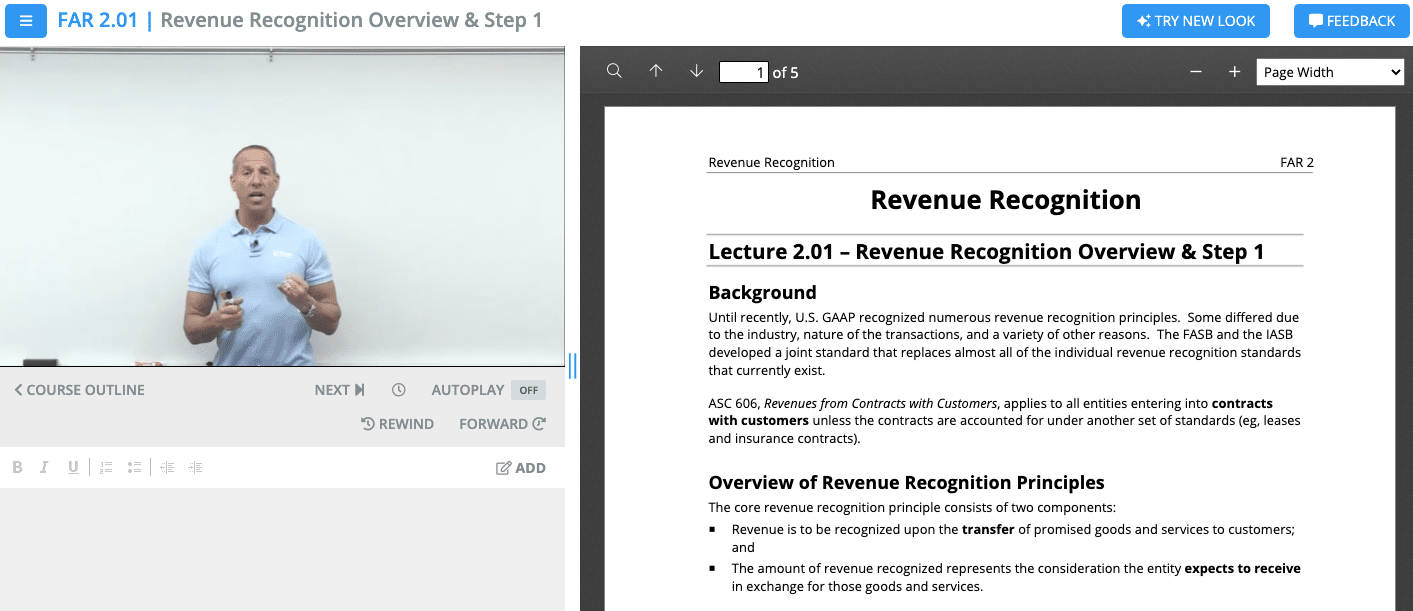 FAR 2.01 | Revenue Recognition Overview & Step 1
TRY NEW LOOK
FEEDBACK
COURSE OUTLINE
NEXT
AUTOPLAY OFF
REWIND
FORWARD
B I U
ADD
1 of 5
Page Width
Revenue Recognition
FAR 2
Revenue Recognition
Lecture 2.01 – Revenue Recognition Overview & Step 1
Background
Until recently, U.S. GAAP recognized numerous revenue recognition principles. Some differed due
to the industry, nature of the transactions, and a variety of other reasons. The FASB and the IASB
developed a joint standard that replaces almost all of the individual revenue recognition standards
that currently exist.
ASC 606, Revenues from Contracts with Customers, applies to all entities entering into contracts
with customers unless the contracts are accounted for under another set of standards (eg, leases
and insurance contracts).
Overview of Revenue Recognition Principles
The core revenue recognition principle consists of two components:
▪ Revenue is to be recognized upon the transfer of promised goods and services to customers;
and
▪ The amount of revenue recognized represents the consideration the entity expects to receive
in exchange for those goods and services.